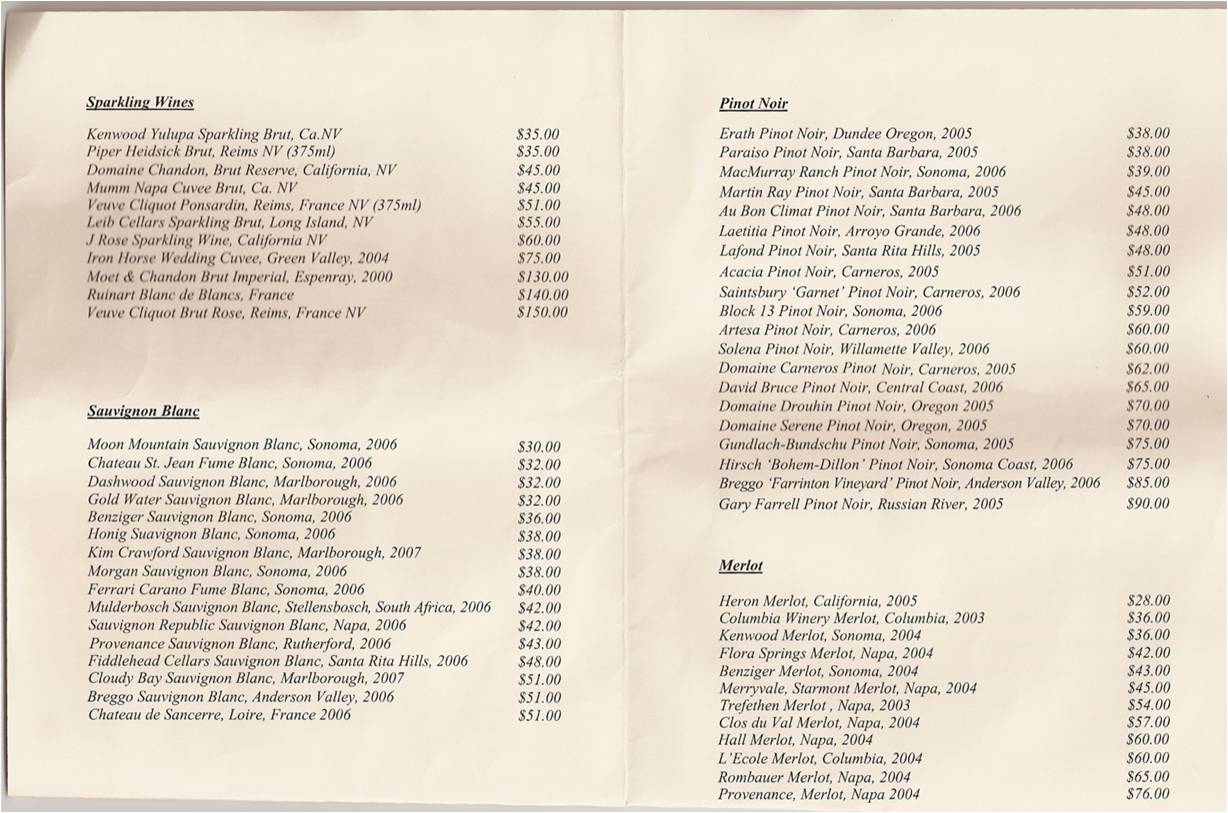 Sparkling Wines
Kenwood Yulupa Sparkling Brut, Ca.NV $35.00
Piper Heidsick Brut, Reims NV (375ml) $35.00
Domaine Chandon, Brut Reserve, California, NV $45.00
Mumm Napa Cuvee Brut, Ca. NV $45.00
Veuve Cliquot Ponsardin, Reims, France NV (375ml) $51.00
Leib Cellars Sparkling Brut, Long Island, NV $55.00
J Rose Sparkling Wine, California NV $60.00
Iron Horse Wedding Cuvee, Green Valley, 2004 $75.00
Moet & Chandon Brut Imperial, Espenray, 2000 $130.00
Ruinart Blanc de Blancs, France $140.00
Veuve Cliquot Brut Rose, Reims, France NV $150.00
Sauvignon Blanc
Moon Mountain Sauvignon Blanc, Sonoma, 2006 $30.00
Chateau St. Jean Fume Blanc, Sonoma, 2006 $32.00
Dashwood Sauvignon Blanc, Marlborough, 2006 $32.00
Gold Water Sauvignon Blanc, Marlborough, 2006 $32.00
Benziger Sauvignon Blanc, Sonoma, 2006 $36.00
Honig Suavignon Blanc, Sonoma, 2006 $38.00
Kim Crawford Sauvignon Blanc, Marlborough, 2007 $38.00
Morgan Sauvignon Blanc, Sonoma, 2006 $38.00
Ferrari Carano Fume Blanc, Sonoma, 2006 $40.00
Mulderbosch Sauvignon Blanc, Stellensbosch, South Africa, 2006 $42.00
Sauvignon Republic Sauvignon Blanc, Napa, 2006 $42.00
Provenance Sauvignon Blanc, Rutherford, 2006 $43.00
Fiddlehead Cellars Sauvignon Blanc, Santa Rita Hills, 2006 $48.00
Cloudy Bay Sauvignon Blanc, Marlborough, 2007 $51.00
Breggo Sauvignon Blanc, Anderson Valley, 2006 $51.00
Chateau de Sancerre, Loire, France 2006 $51.00
Pinot Noir
Erath Pinot Noir, Dundee Oregon, 2005 $38.00
Paraiso Pinot Noir, Santa Barbara, 2005 $38.00
MacMurray Ranch Pinot Noir, Sonoma, 2006 $39.00
Martin Ray Pinot Noir, Santa Barbara, 2005 $45.00
Au Bon Climat Pinot Noir, Santa Barbara, 2006 $48.00
Laetitia Pinot Noir, Arroyo Grande, 2006 $48.00
Lafond Pinot Noir, Santa Rita Hills, 2005 $48.00
Acacia Pinot Noir, Carneros, 2005 $51.00
Saintsbury ‘Garnet’ Pinot Noir, Carneros, 2006 $52.00
Block 13 Pinot Noir, Sonoma, 2006 $59.00
Artesa Pinot Noir, Carneros, 2006 $60.00
Solena Pinot Noir, Willamette Valley, 2006 $60.00
Domaine Carneros Pinot Noir, Carneros, 2005 $62.00
David Bruce Pinot Noir, Central Coast, 2006 $65.00
Domaine Drouhin Pinot Noir, Oregon 2005 $70.00
Domaine Serene Pinot Noir, Oregon, 2005 $70.00
Gundlach-Bundschu Pinot Noir, Sonoma, 2005 $75.00
Hirsch ‘Bohem-Dillon’ Pinot Noir, Sonoma Coast, 2006 $75.00
Breggo ‘Farrinton Vineyard’ Pinot Noir, Anderson Valley, 2006 $85.00
Gary Farrell Pinot Noir, Russian River, 2005 $90.00
Merlot
Heron Merlot, California, 2005 $28.00
Columbia Winery Merlot, Columbia, 2003 $36.00
Kenwood Merlot, Sonoma, 2004 $36.00
Flora Springs Merlot, Napa, 2004 $42.00
Benziger Merlot, Sonoma, 2004 $43.00
Merryvale, Starmont Merlot, Napa, 2004 $45.00
Trefethen Merlot , Napa, 2003 $54.00
Clos du Val Merlot, Napa, 2004 $57.00
Hall Merlot, Napa, 2004 $60.00
L’Ecole Merlot, Columbia, 2004 $60.00
Rombauer Merlot, Napa, 2004 $65.00
Provenance, Merlot, Napa 2004 $76.00